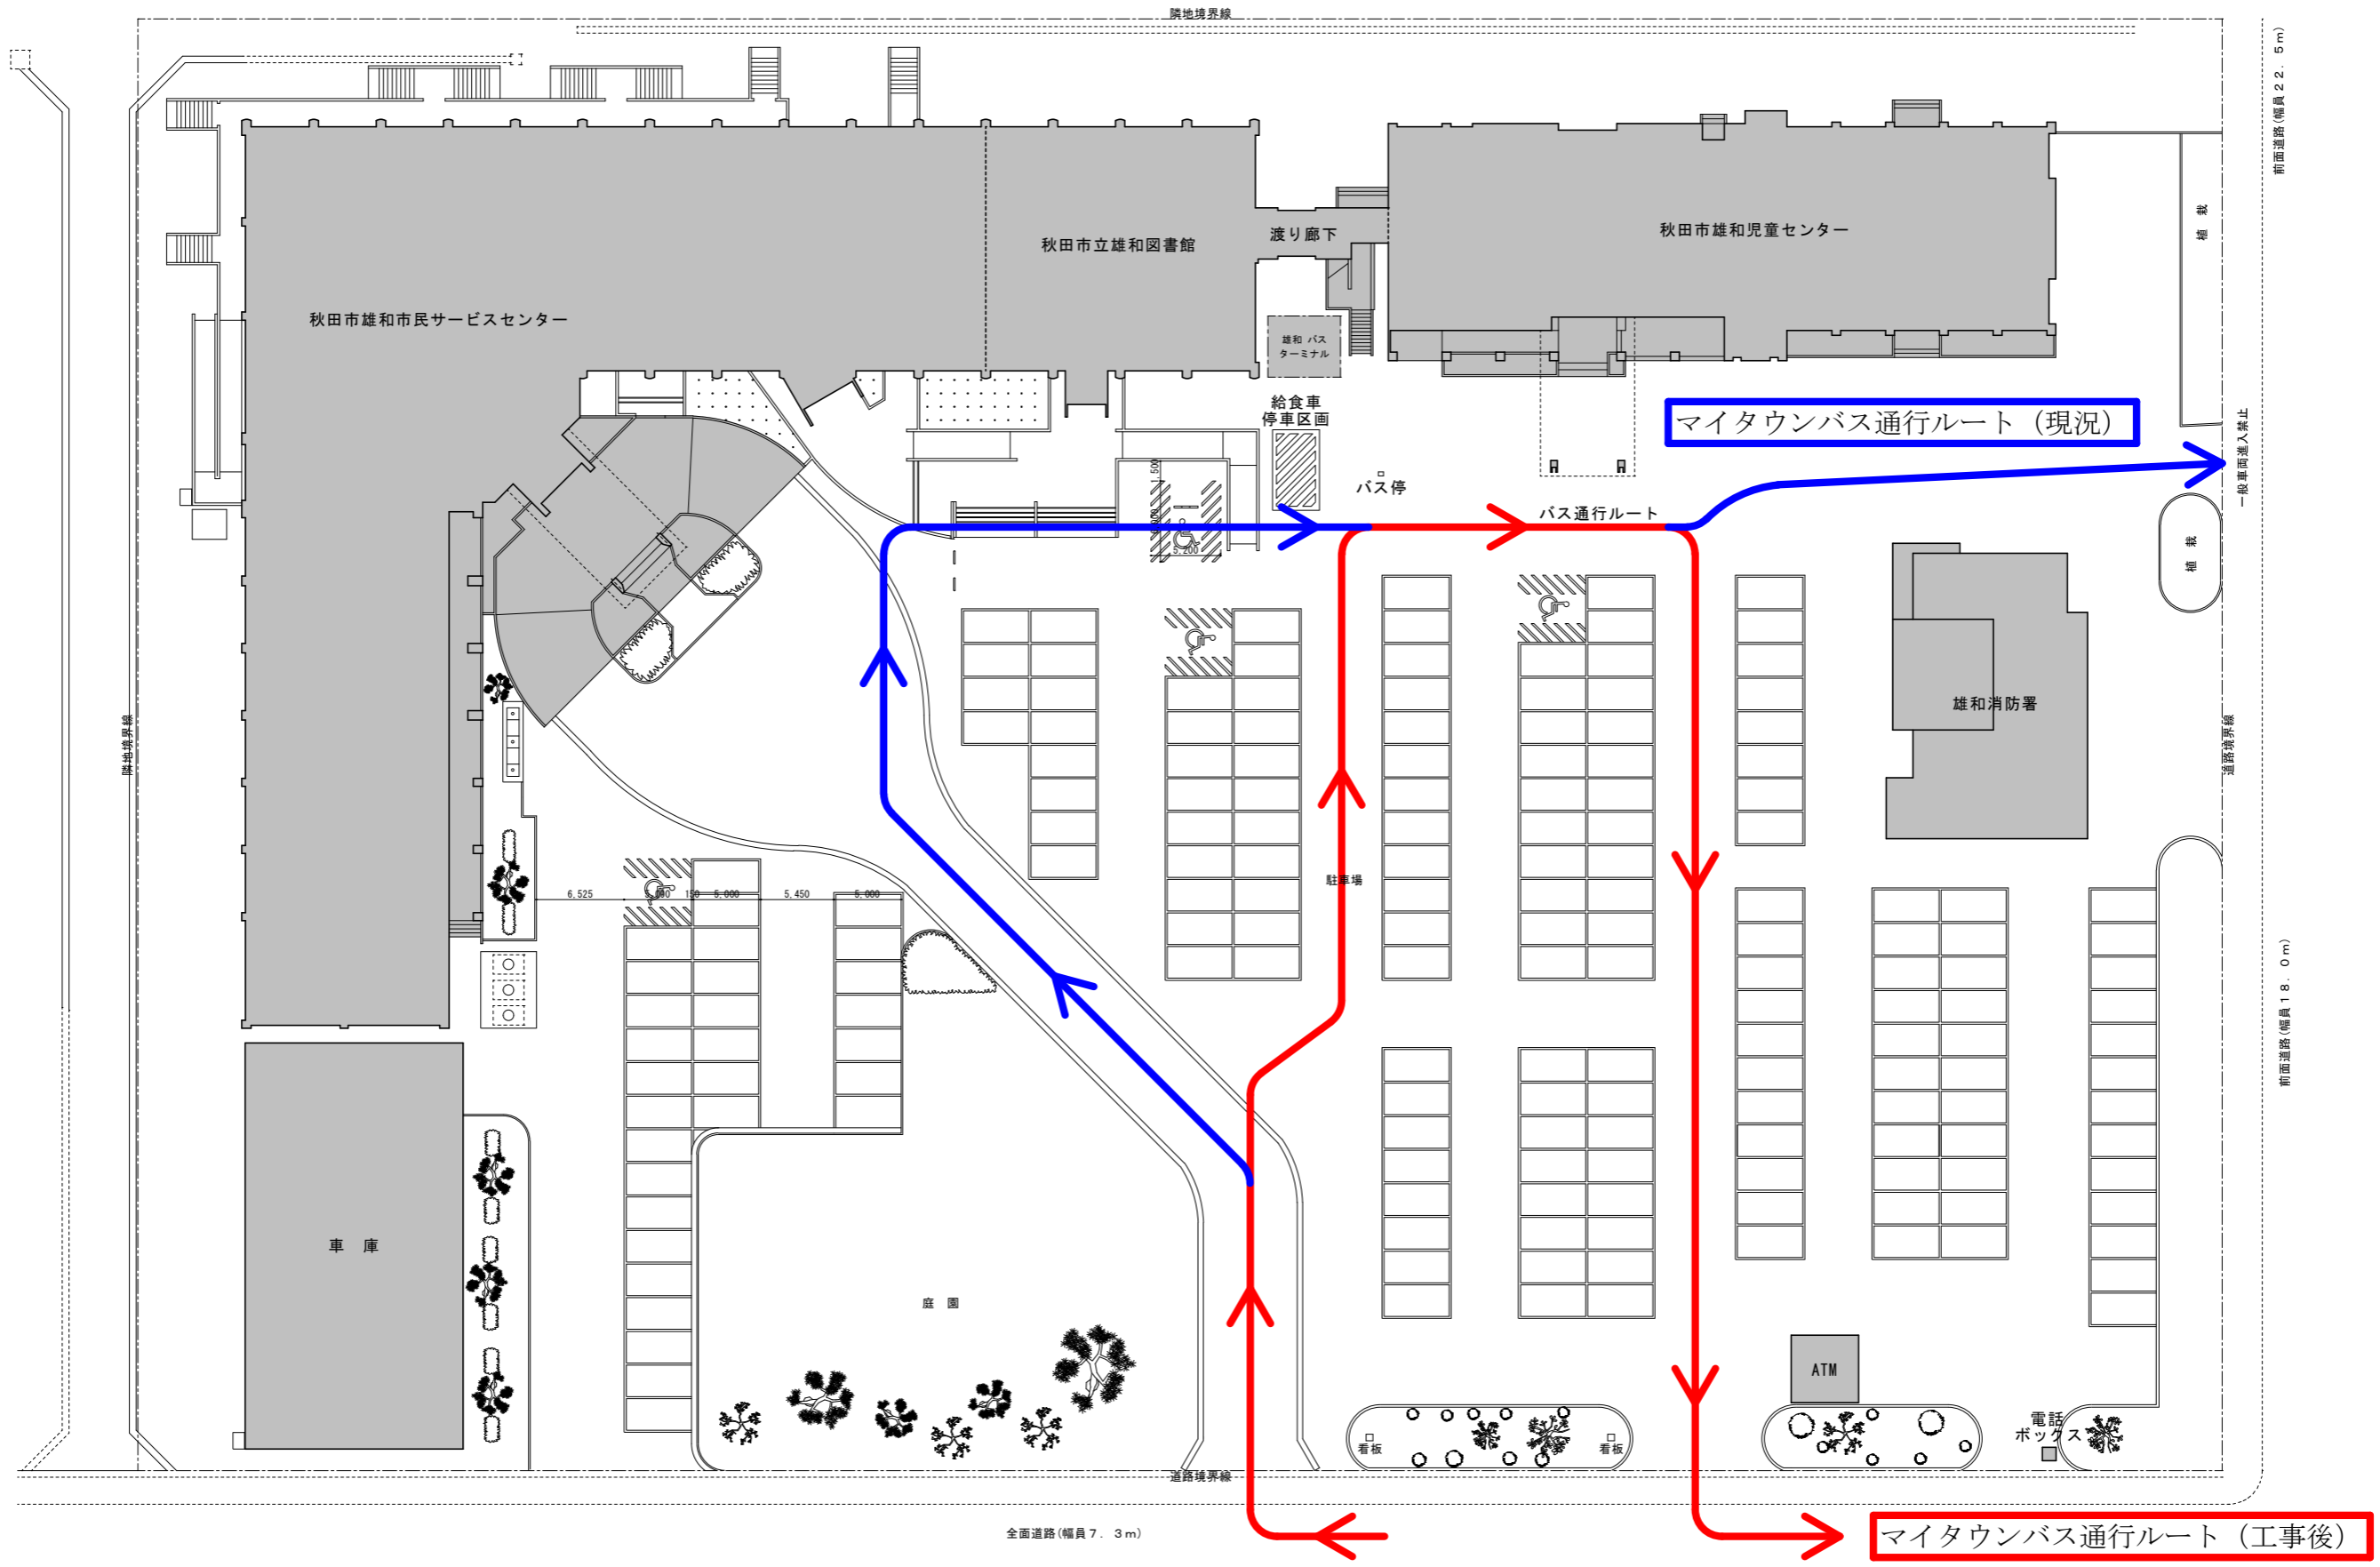 隣地境界線
前面道路(幅員22．5m)
秋田市立雄和図書館
渡り廊下
秋田市雄和児童センター
植 栽
秋田市雄和市民サービスセンター
雄和 バス
ターミナル
給食車
停車区画
マイタウンバス通行ルート（現況）
一般車両進入禁止
バス停
バス通行ルート
5,200
植 栽
雄和消防署
隣地境界線
道路境界線
駐車場
6,525
150
5,000
5,450
5,000
前面道路(幅員18．0m)
車 庫
庭 園
ATM
電話
ボックス
看板
看板
道路境界線
全面道路(幅員7．3m)
マイタウンバス通行ルート（工事後）